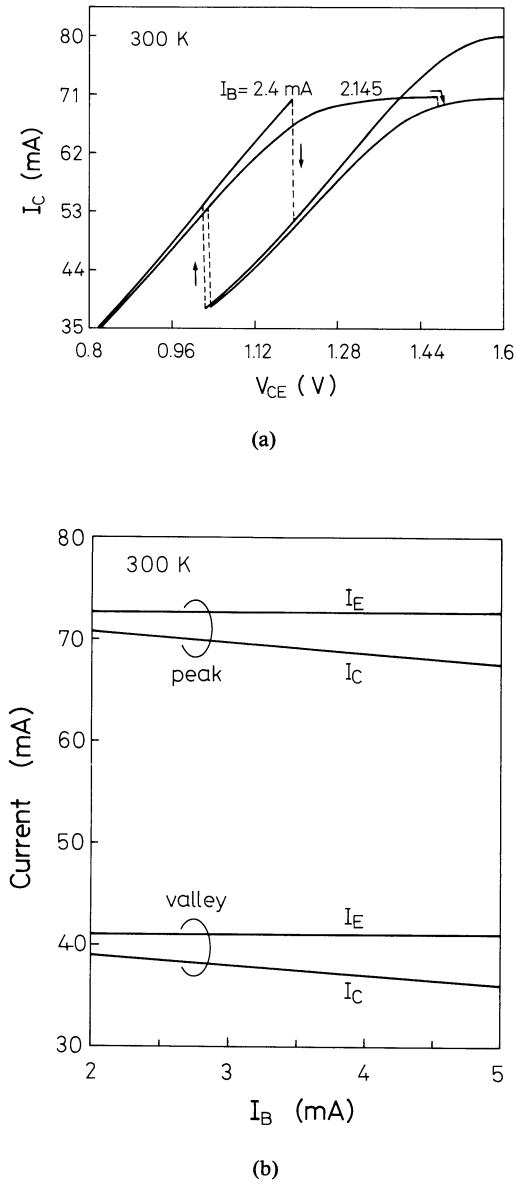 80
71
62
53
44
35
I_C (mA)
300 K
I_B = 2.4 mA
2.145
0.8 0.96 1.12 1.28 1.44 1.6
V_CE (V)
(a)
80
70
60
50
40
30
Current (mA)
300 K
I_E
peak
I_C
valley
I_E
I_C
2 3 4 5
I_B (mA)
(b)